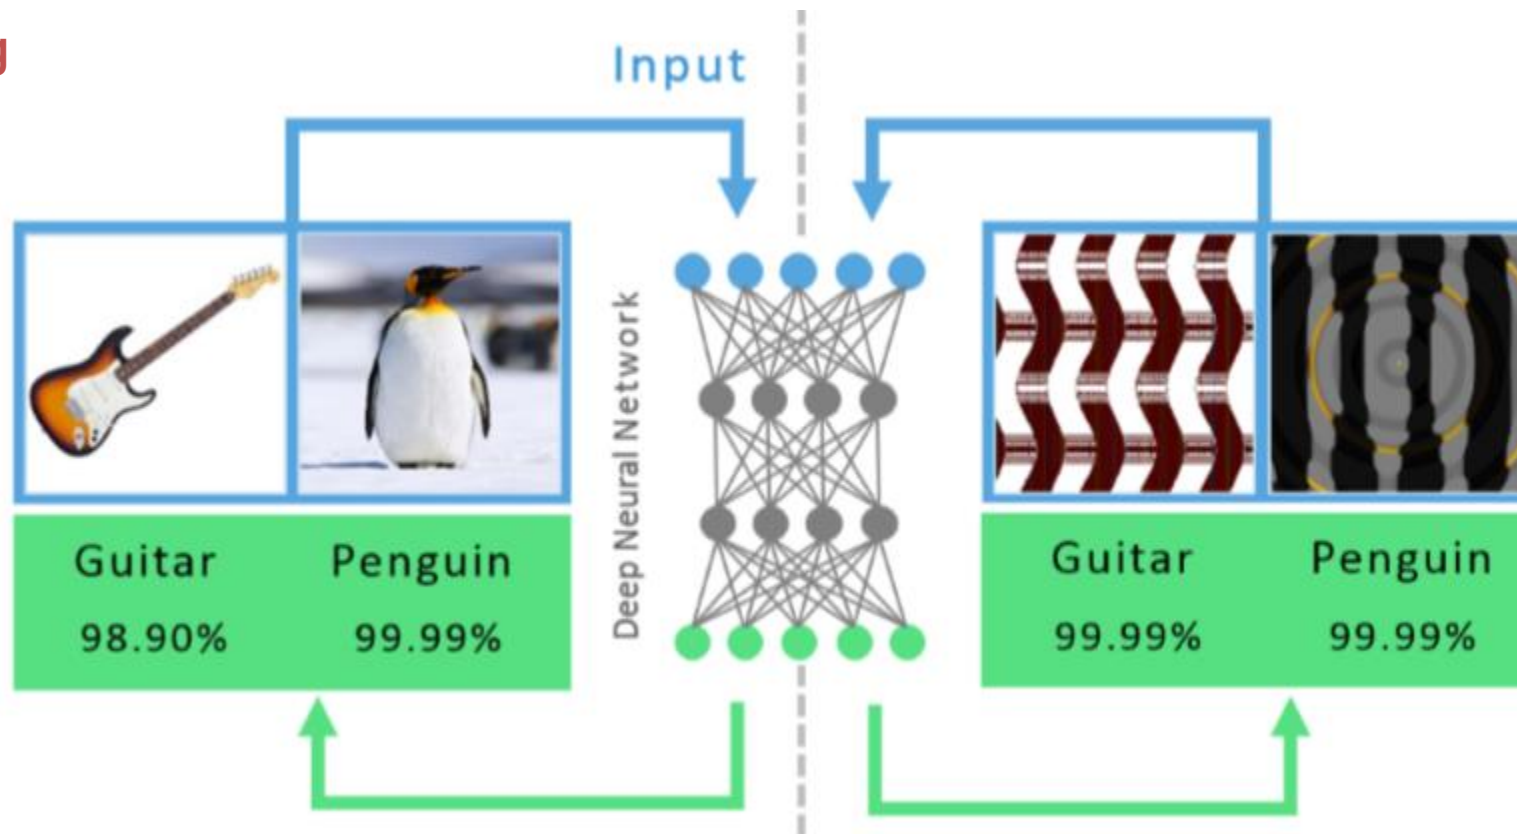 g
Input
Deep Neural Network
Guitar Penguin
98.90% 99.99%
Guitar Penguin
99.99% 99.99%